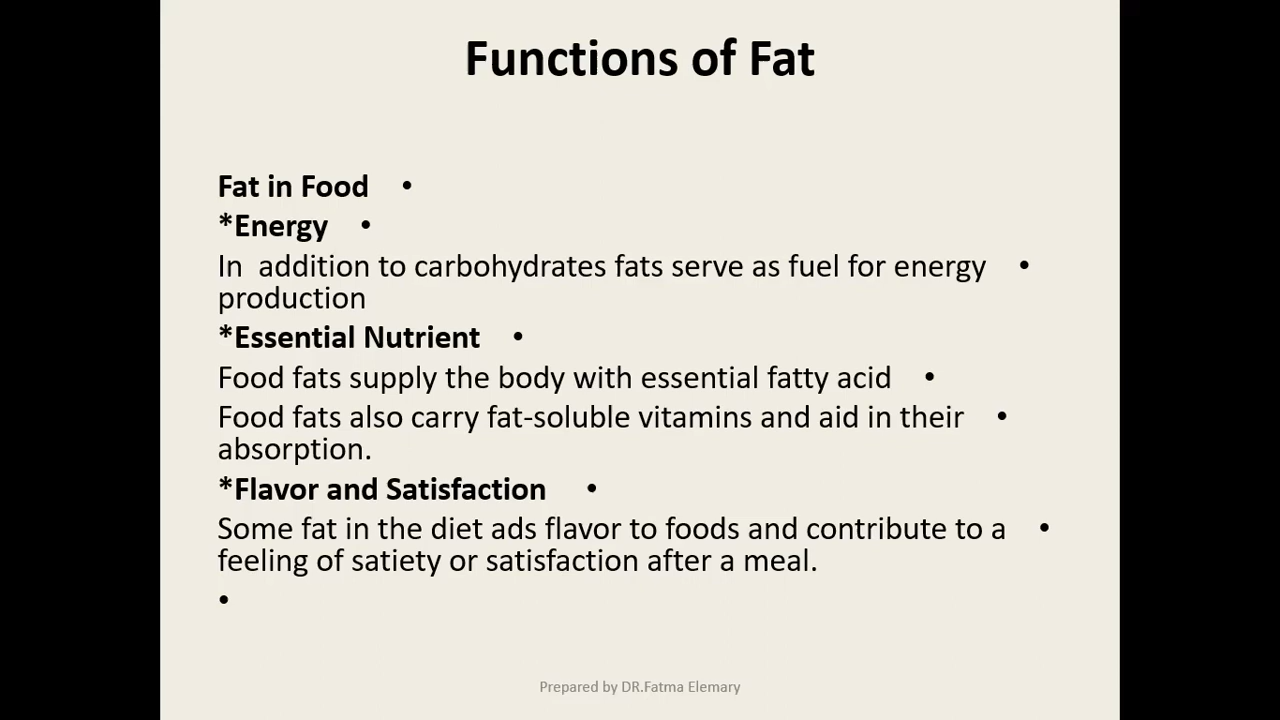 Functions of Fat
Fat in Food •
*Energy •
In addition to carbohydrates fats serve as fuel for energy •
production
*Essential Nutrient •
Food fats supply the body with essential fatty acid •
Food fats also carry fat-soluble vitamins and aid in their •
absorption.
*Flavor and Satisfaction •
Some fat in the diet ads flavor to foods and contribute to a •
feeling of satiety or satisfaction after a meal.
•
Prepared by DR.Fatma Elemary